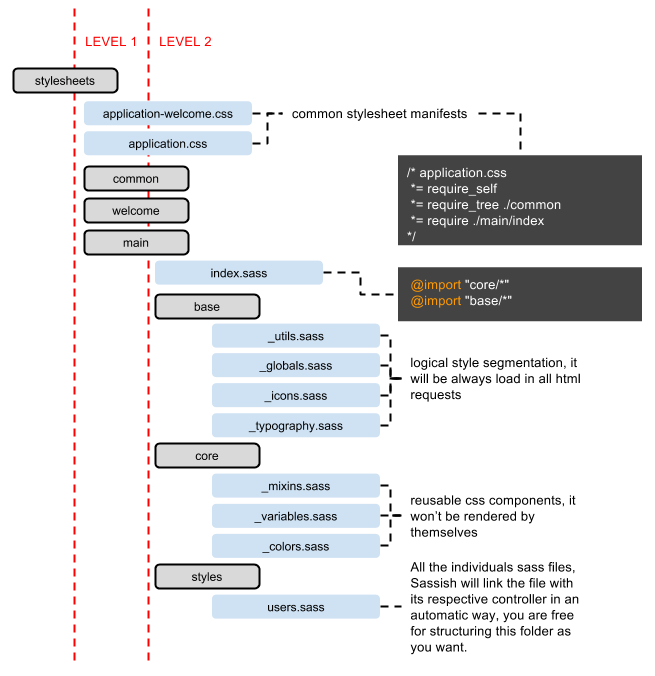 LEVEL 1
LEVEL 2
stylesheets
application-welcome.css
common stylesheet manifests
application.css
/* application.css
*= require_self
*= require_tree ./common
*= require ./main/index
*/
common
welcome
main
index.sass
@import "core/*"
@import "base/*"
base
_utils.sass
_globals.sass
_icons.sass
_typography.sass
logical style segmentation, it
will be always load in all html
requests
core
_mixins.sass
_variables.sass
_colors.sass
reusable css components, it
won't be rendered by
themselves
styles
users.sass
All the individuals sass files,
Sassish will link the file with
its respective controller in an
automatic way, you are free
for structuring this folder as
you want.